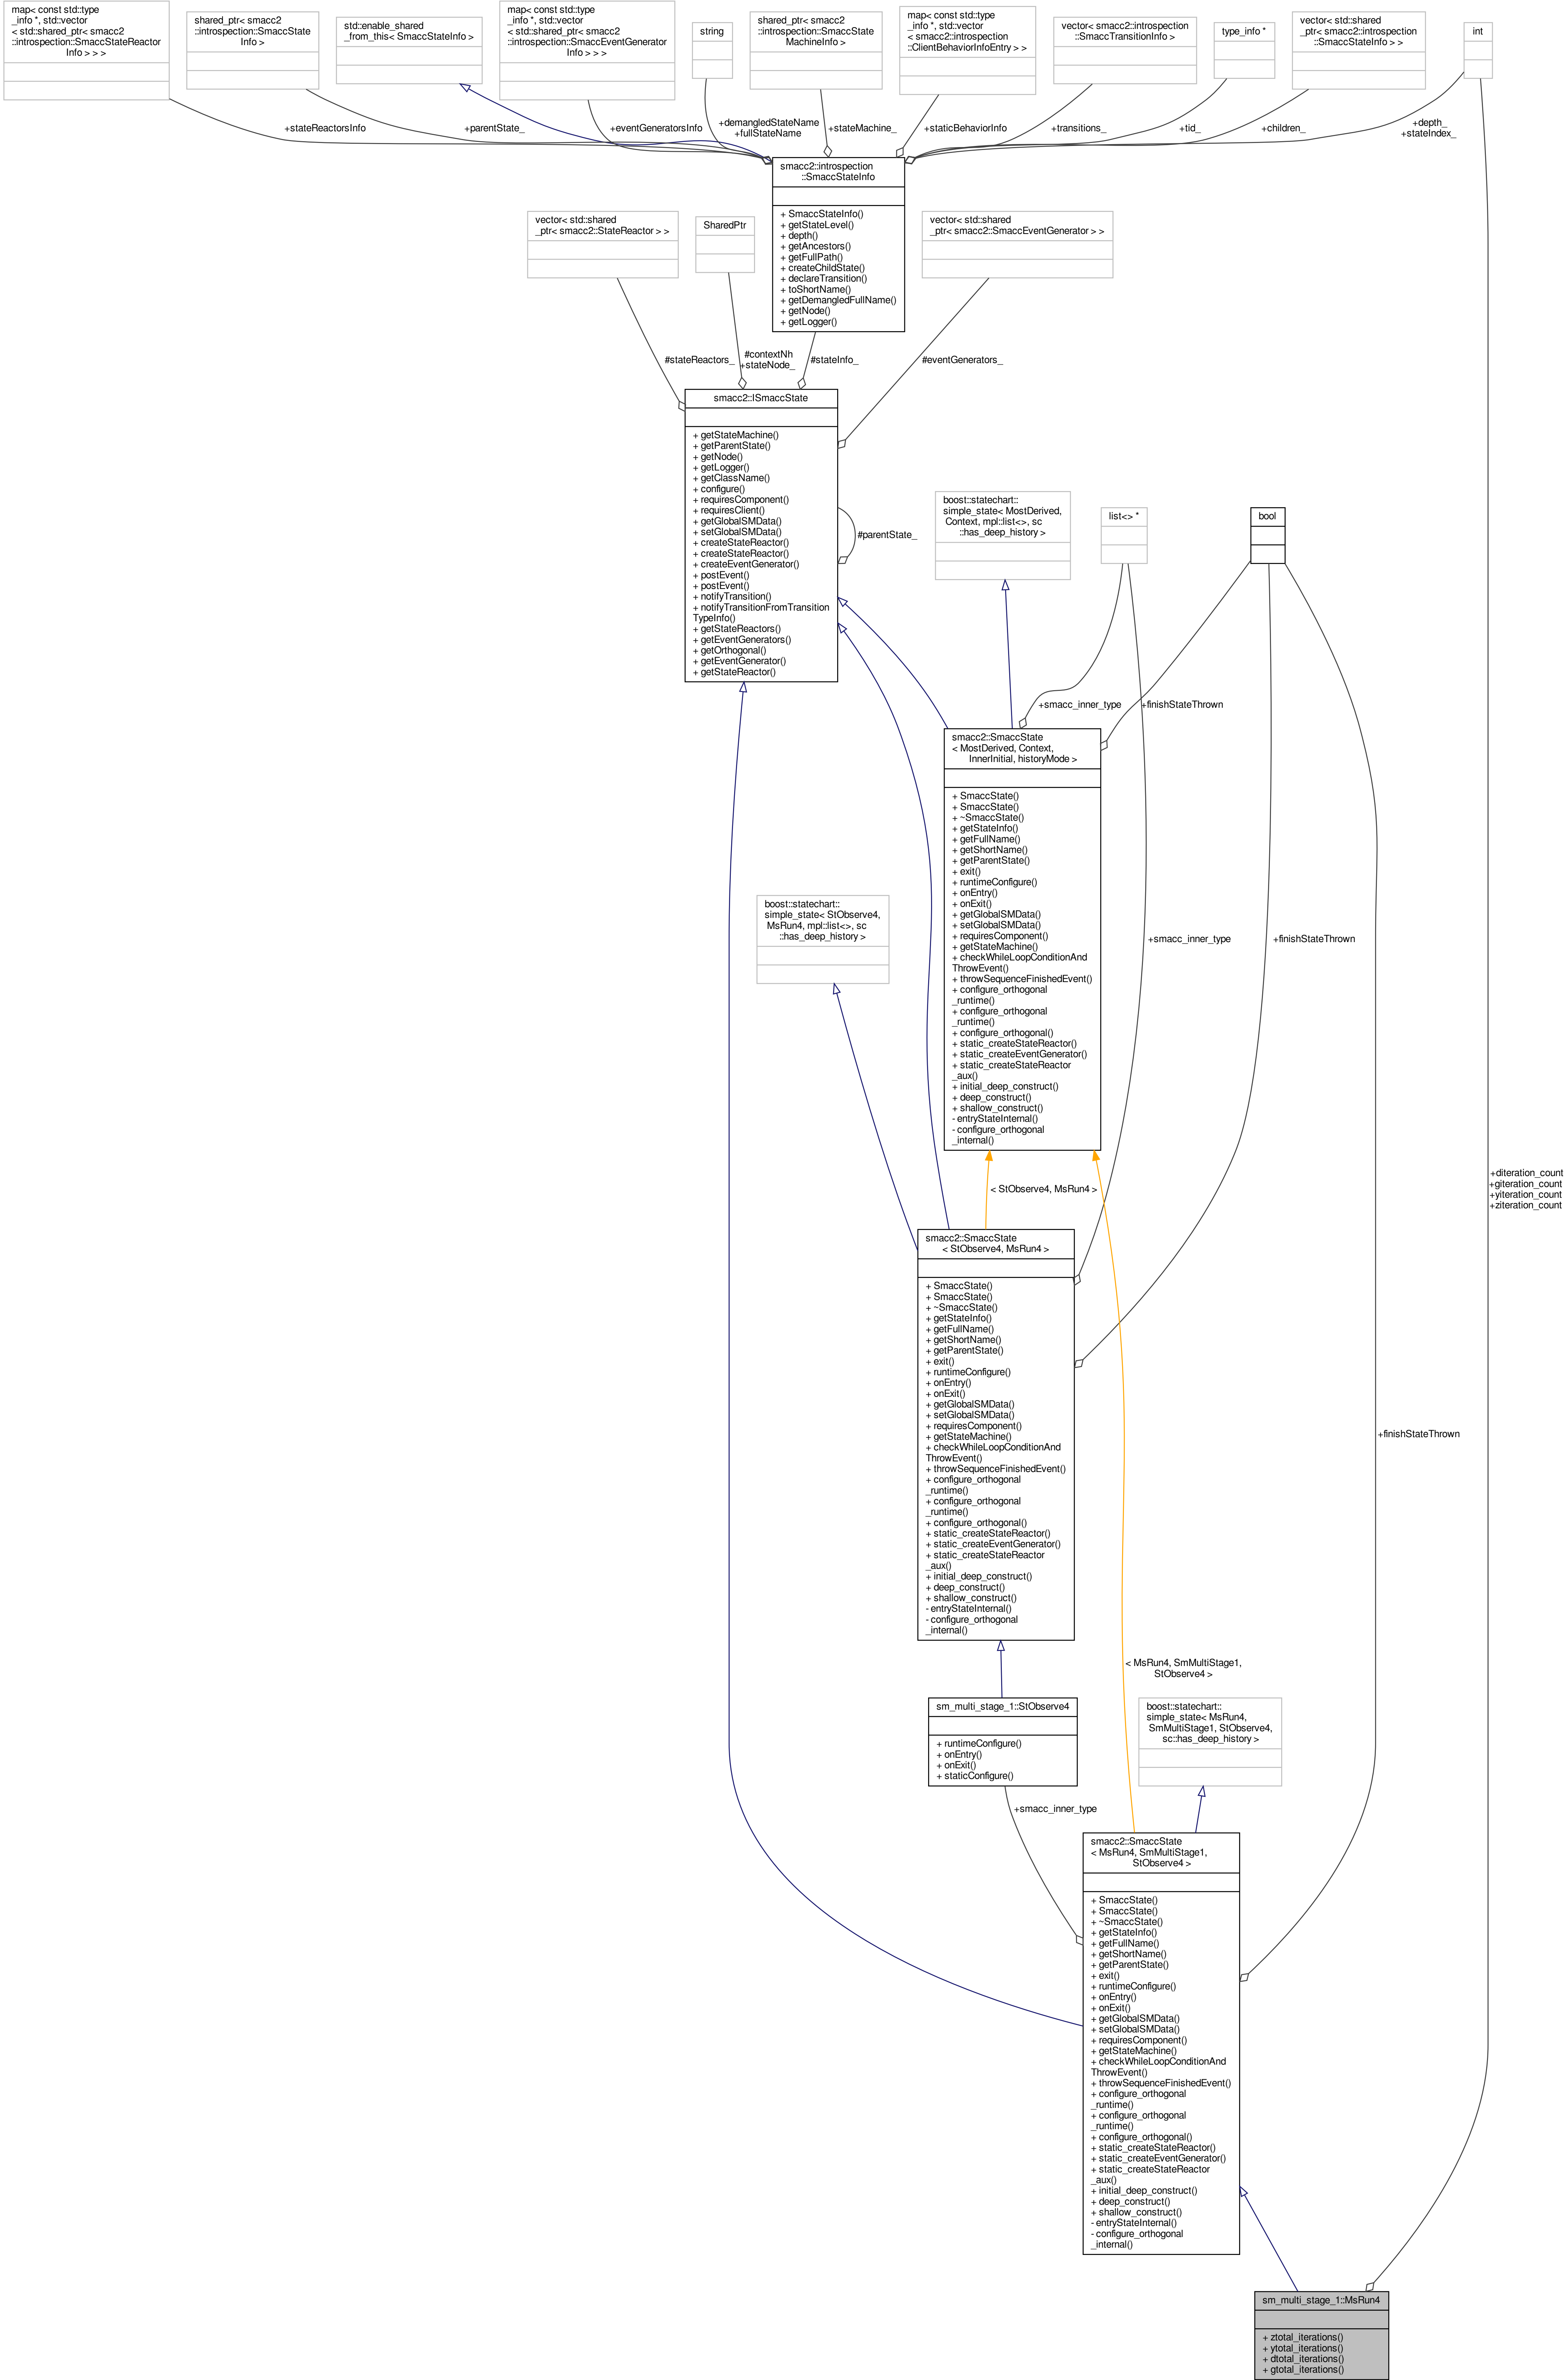 map< const std::type
_info *, std::vector
< std::shared_ptr< smacc2
::introspection::SmaccStateReactor
Info > > >
shared_ptr< smacc2
::introspection::SmaccState
Info >
std::enable_shared
_from_this< SmaccStateInfo >
map< const std::type
_info *, std::vector
< std::shared_ptr< smacc2
::introspection::SmaccEventGenerator
Info > > >
string
shared_ptr< smacc2
::introspection::SmaccState
MachineInfo >
map< const std::type
_info *, std::vector
< smacc2::introspection
::ClientBehaviorInfoEntry > >
vector< smacc2::introspection
::SmaccTransitionInfo >
type_info *
vector< std::shared
_ptr< smacc2::introspection
::SmaccStateInfo > >
int
+stateReactorsInfo
+parentState_
+eventGeneratorsInfo
+demangledStateName
+fullStateName
+stateMachine_
+staticBehaviorInfo
+transitions_
+tid_
+children_
+depth_
+stateIndex_
smacc2::introspection
::SmaccStateInfo
+ SmaccStateInfo()
+ getStateLevel()
+ depth()
+ getAncestors()
+ getFullPath()
+ createChildState()
+ declareTransition()
+ toShortName()
+ getDemangledFullName()
+ getNode()
+ getLogger()
vector< std::shared
_ptr< smacc2::StateReactor > >
SharedPtr
vector< std::shared
_ptr< smacc2::SmaccEventGenerator > >
#stateReactors_
#contextNh
+stateNode_
#stateInfo_
#eventGenerators_
smacc2::ISmaccState
+ getStateMachine()
+ getParentState()
+ getNode()
+ getLogger()
+ getClassName()
+ configure()
+ requiresComponent()
+ requiresClient()
+ getGlobalSMData()
+ setGlobalSMData()
+ createStateReactor()
+ createStateReactor()
+ createEventGenerator()
+ postEvent()
+ postEvent()
+ notifyTransition()
+ notifyTransitionFromTransition
TypeInfo()
+ getStateReactors()
+ getEventGenerators()
+ getOrthogonal()
+ getEventGenerator()
+ getStateReactor()
#parentState_
boost::statechart::
simple_state< MostDerived,
Context, mpl::list<>, sc
::has_deep_history >
list<> *
bool
+smacc_inner_type
+finishStateThrown
smacc2::SmaccState
< MostDerived, Context,
InnerInitial, historyMode >
+ SmaccState()
+ SmaccState()
+ ~SmaccState()
+ getStateInfo()
+ getFullName()
+ getShortName()
+ getParentState()
+ exit()
+ runtimeConfigure()
+ onEntry()
+ onExit()
+ getGlobalSMData()
+ setGlobalSMData()
+ requiresComponent()
+ getStateMachine()
+ checkWhileLoopConditionAnd
ThrowEvent()
+ throwSequenceFinishedEvent()
+ configure_orthogonal
_runtime()
+ configure_orthogonal
_runtime()
+ configure_orthogonal()
+ static_createStateReactor()
+ static_createEventGenerator()
+ static_createStateReactor
_aux()
+ initial_deep_construct()
+ deep_construct()
+ shallow_construct()
- entryStateInternal()
- configure_orthogonal
_internal()
boost::statechart::
simple_state< StObserve4,
MsRun4, mpl::list<>, sc
::has_deep_history >
+smacc_inner_type
+finishStateThrown
+diteration_count
+giteration_count
+yiteration_count
+ziteration_count
< StObserve4, MsRun4 >
smacc2::SmaccState
< StObserve4, MsRun4 >
+ SmaccState()
+ SmaccState()
+ ~SmaccState()
+ getStateInfo()
+ getFullName()
+ getShortName()
+ getParentState()
+ exit()
+ runtimeConfigure()
+ onEntry()
+ onExit()
+ getGlobalSMData()
+ setGlobalSMData()
+ requiresComponent()
+ getStateMachine()
+ checkWhileLoopConditionAnd
ThrowEvent()
+ throwSequenceFinishedEvent()
+ configure_orthogonal
_runtime()
+ configure_orthogonal
_runtime()
+ configure_orthogonal()
+ static_createStateReactor()
+ static_createEventGenerator()
+ static_createStateReactor
_aux()
+ initial_deep_construct()
+ deep_construct()
+ shallow_construct()
- entryStateInternal()
- configure_orthogonal
_internal()
+finishStateThrown
< MsRun4, SmMultiStage1,
StObserve4 >
sm_multi_stage_1::StObserve4
+ runtimeConfigure()
+ onEntry()
+ onExit()
+ staticConfigure()
boost::statechart::
simple_state< MsRun4,
SmMultiStage1, StObserve4,
sc::has_deep_history >
+smacc_inner_type
smacc2::SmaccState
< MsRun4, SmMultiStage1,
StObserve4 >
+ SmaccState()
+ SmaccState()
+ ~SmaccState()
+ getStateInfo()
+ getFullName()
+ getShortName()
+ getParentState()
+ exit()
+ runtimeConfigure()
+ onEntry()
+ onExit()
+ getGlobalSMData()
+ setGlobalSMData()
+ requiresComponent()
+ getStateMachine()
+ checkWhileLoopConditionAnd
ThrowEvent()
+ throwSequenceFinishedEvent()
+ configure_orthogonal
_runtime()
+ configure_orthogonal
_runtime()
+ configure_orthogonal()
+ static_createStateReactor()
+ static_createEventGenerator()
+ static_createStateReactor
_aux()
+ initial_deep_construct()
+ deep_construct()
+ shallow_construct()
- entryStateInternal()
- configure_orthogonal
_internal()
sm_multi_stage_1::MsRun4
+ ztotal_iterations()
+ ytotal_iterations()
+ dtotal_iterations()
+ gtotal_iterations()